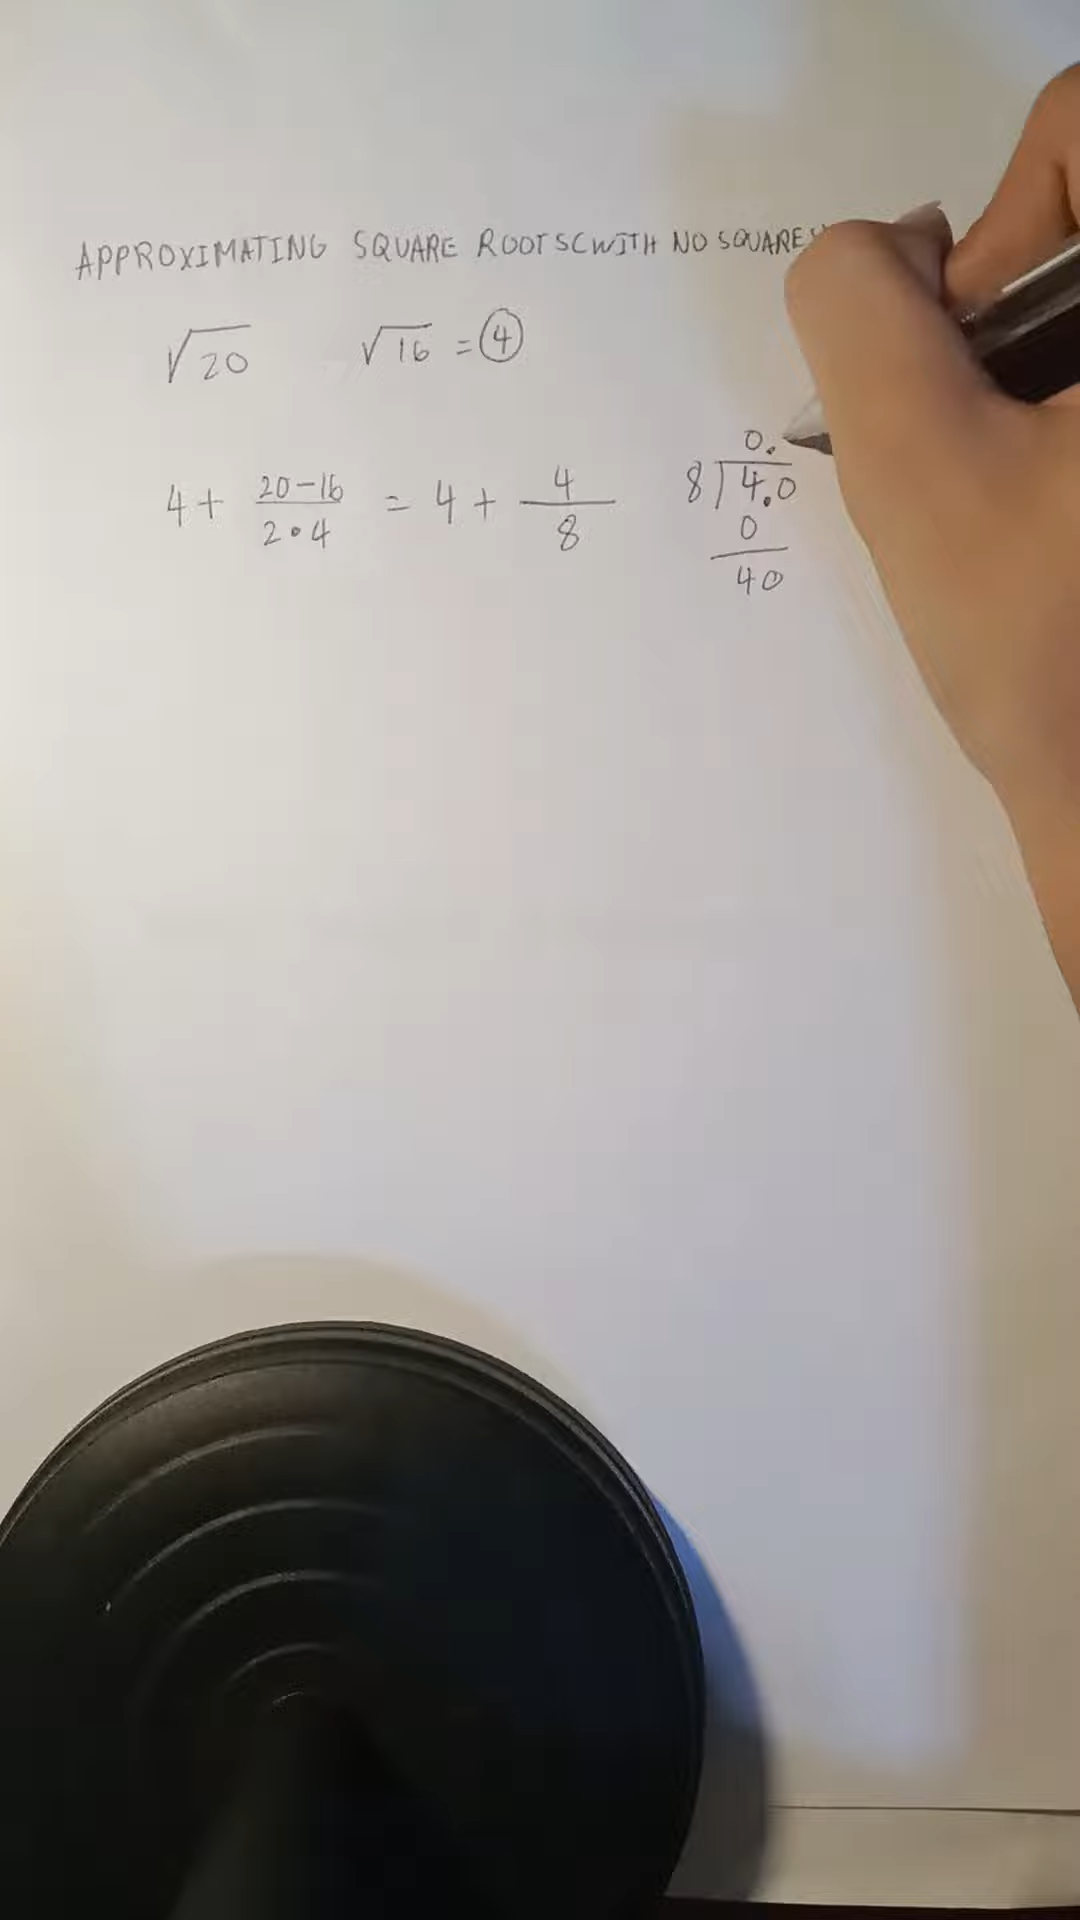 APPROXIMATING SQUARE ROOTS(WITH NO SQUARES
√20 √16 = 4
4 + 20-16 / 2•4 = 4 + 4 / 8
0.
8 ) 4.0
0
40